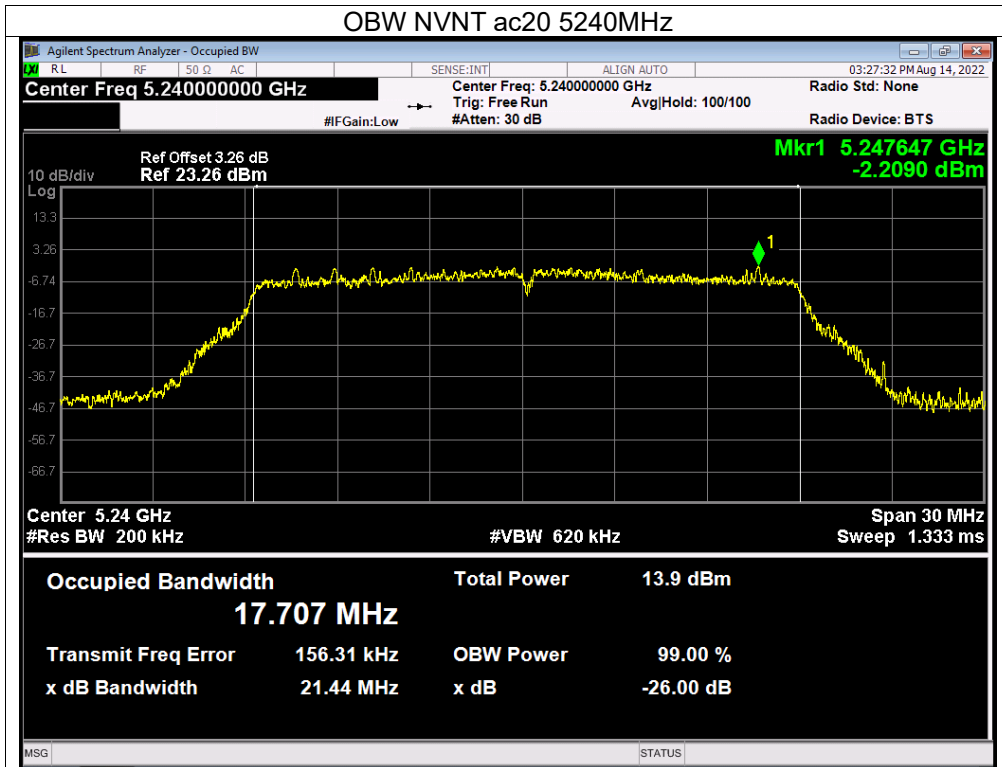 OBW NVNT ac20 5240MHz
Agilent Spectrum Analyzer - Occupied BW
LXI RL RF 50 Ω AC SENSE:INT ALIGN AUTO 03:27:32 PM Aug 14, 2022
Center Freq 5.240000000 GHz
Center Freq: 5.240000000 GHz Radio Std: None
Trig: Free Run Avg|Hold: 100/100
#IFGain:Low #Atten: 30 dB Radio Device: BTS
Ref Offset 3.26 dB Mkr1 5.247647 GHz
10 dB/div Ref 23.26 dBm -2.2090 dBm
Log
13.3
3.26
-6.74
-16.7
-26.7
-36.7
-46.7
-56.7
-66.7
1
Center 5.24 GHz Span 30 MHz
#Res BW 200 kHz #VBW 620 kHz Sweep 1.333 ms
Occupied Bandwidth Total Power 13.9 dBm
17.707 MHz
Transmit Freq Error 156.31 kHz OBW Power 99.00 %
x dB Bandwidth 21.44 MHz x dB -26.00 dB
MSG STATUS